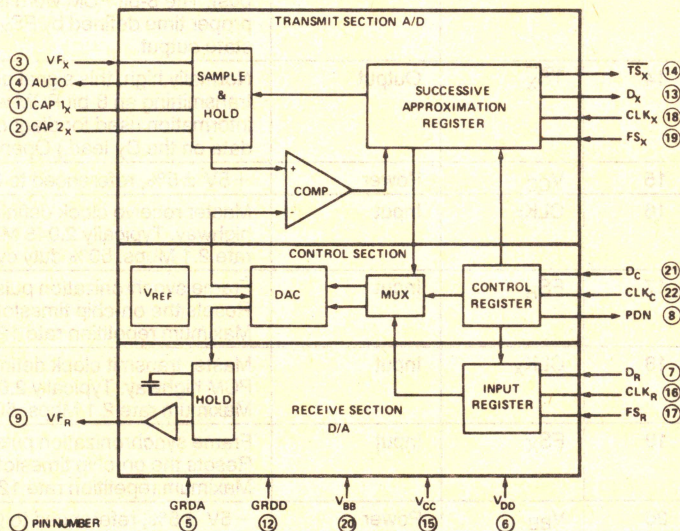 TRANSMIT SECTION A/D
③ VFX
④ AUTO
① CAP 1X
② CAP 2X
SAMPLE
&
HOLD
SUCCESSIVE
APPROXIMATION
REGISTER
TSX ⑭
DX ⑬
CLKX ⑱
FSX ⑲
+
COMP.
-
CONTROL SECTION
VREF
DAC
MUX
CONTROL
REGISTER
DC ㉑
CLKC ㉒
PDN ⑧
HOLD
INPUT
REGISTER
DR ⑦
CLKR ⑯
FSR ⑰
⑨ VFR
RECEIVE SECTION
D/A
GRDA
⑤
GRDD
⑫
VBB
⑳
VCC
⑮
VDD
⑥
○ PIN NUMBER